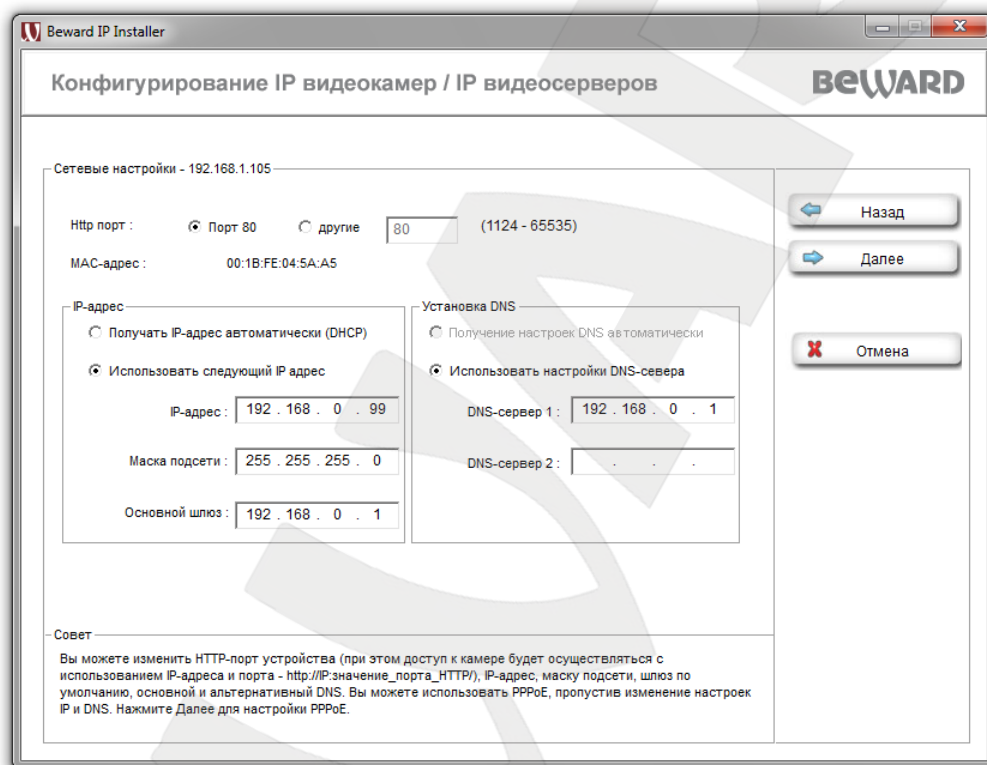 Beward IP Installer
Конфигурирование IP видеокамер / IP видеосерверов
BEWARD
Сетевые настройки - 192.168.1.105
Http порт : Порт 80 другие 80 (1124 - 65535)
MAC-адрес : 00:1B:FE:04:5A:A5
IP-адрес
Получать IP-адрес автоматически (DHCP)
Использовать следующий IP адрес
IP-адрес : 192 . 168 . 0 . 99
Маска подсети : 255 . 255 . 255 . 0
Основной шлюз : 192 . 168 . 0 . 1
Установка DNS
Получение настроек DNS автоматически
Использовать настройки DNS-севера
DNS-сервер 1 : 192 . 168 . 0 . 1
DNS-сервер 2 : . . .
Назад
Далее
Отмена
Совет
Вы можете изменить HTTP-порт устройства (при этом доступ к камере будет осуществляться с
использованием IP-адреса и порта - http://IP:значение_порта_HTTP/), IP-адрес, маску подсети, шлюз по
умолчанию, основной и альтернативный DNS. Вы можете использовать PPPoE, пропустив изменение настроек
IP и DNS. Нажмите Далее для настройки PPPoE.